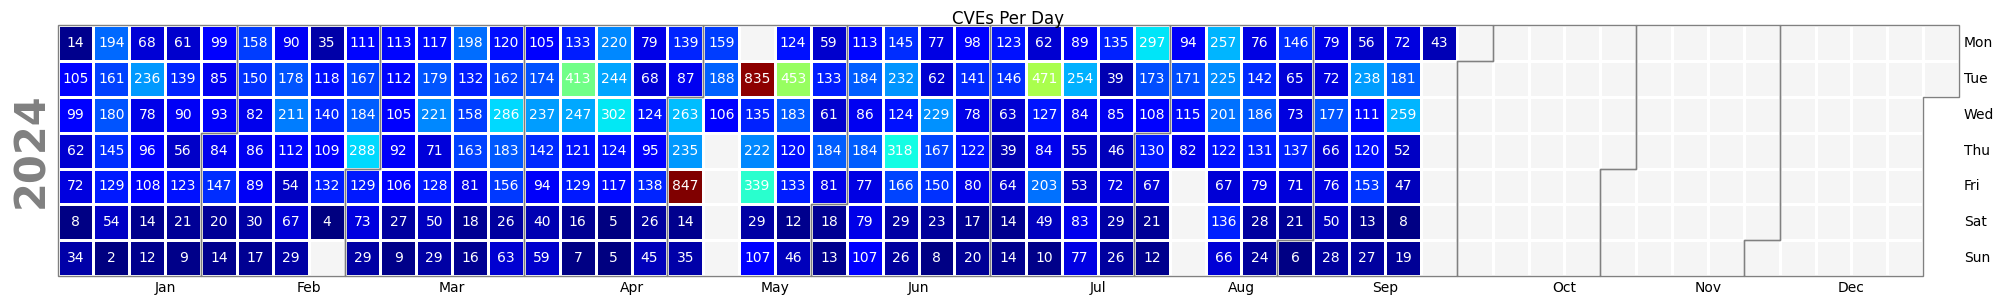 CVEs Per Day
2024
14 194 68 61 99 158 90 35 111 113 117 198 120 105 133 220 79 139 159 124 59 113 145 77 98 123 62 89 135 297 94 257 76 146 79 56 72 43 Mon
105 161 236 139 85 150 178 118 167 112 179 132 162 174 413 244 68 87 188 835 453 133 184 232 62 141 146 471 254 39 173 171 225 142 65 72 238 181 Tue
99 180 78 90 93 82 211 140 184 105 221 158 286 237 247 302 124 263 106 135 183 61 86 124 229 78 63 127 84 85 108 115 201 186 73 177 111 259 Wed
62 145 96 56 84 86 112 109 288 92 71 163 183 142 121 124 95 235 222 120 184 184 318 167 122 39 84 55 46 130 82 122 131 137 66 120 52 Thu
72 129 108 123 147 89 54 132 129 106 128 81 156 94 129 117 138 847 339 133 81 77 166 150 80 64 203 53 72 67 67 79 71 76 153 47 Fri
8 54 14 21 20 30 67 4 73 27 50 18 26 40 16 5 26 14 29 12 18 79 29 23 17 14 49 83 29 21 136 28 21 50 13 8 Sat
34 2 12 9 14 17 29 29 9 29 16 63 59 7 5 45 35 107 46 13 107 26 8 20 14 10 77 26 12 66 24 6 28 27 19 Sun
Jan Feb Mar Apr May Jun Jul Aug Sep Oct Nov Dec